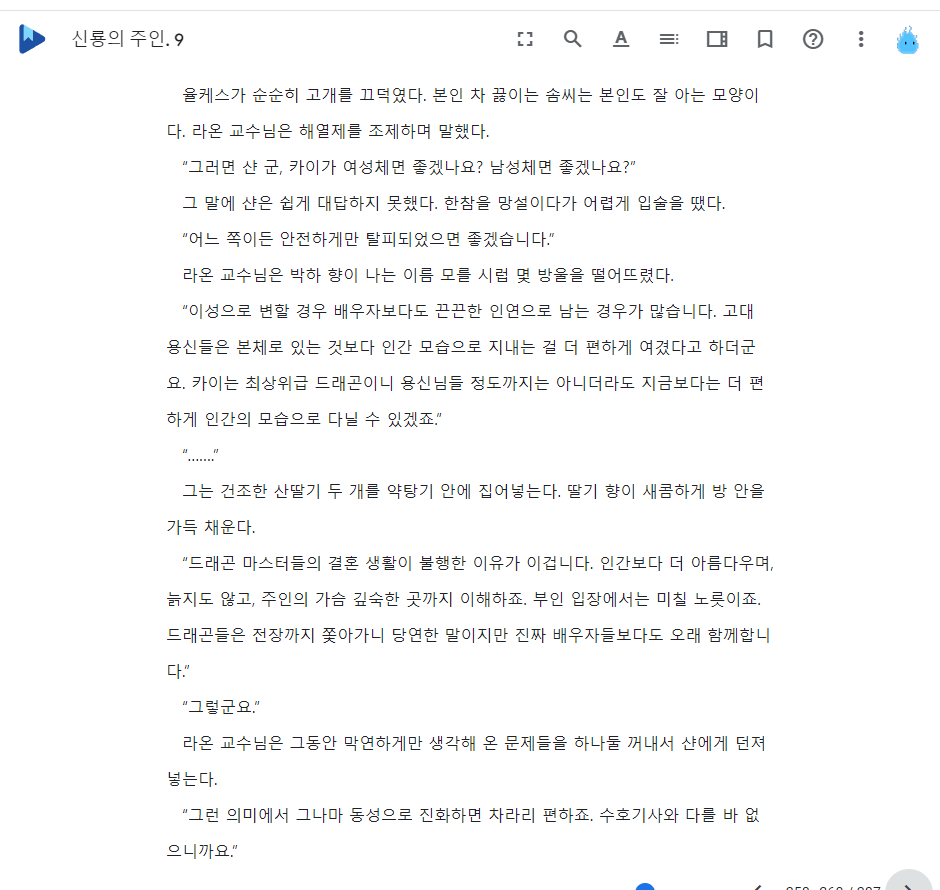 신룡의 주인. 9
율케스가 순순히 고개를 끄덕였다. 본인 차 끓이는 솜씨는 본인도 잘 아는 모양이
다. 라온 교수님은 해열제를 조제하며 말했다.
“그러면 샨 군, 카이가 여성체면 좋겠나요? 남성체면 좋겠나요?”
그 말에 샨은 쉽게 대답하지 못했다. 한참을 망설이다가 어렵게 입술을 뗐다.
“어느 쪽이든 안전하게만 탈피되었으면 좋겠습니다.”
라온 교수님은 박하 향이 나는 이름 모를 시럽 몇 방울을 떨어뜨렸다.
“이성으로 변할 경우 배우자보다도 끈끈한 인연으로 남는 경우가 많습니다. 고대
용신들은 본체로 있는 것보다 인간 모습으로 지내는 걸 더 편하게 여겼다고 하더군
요. 카이는 최상위급 드래곤이니 용신님들 정도까지는 아니더라도 지금보다는 더 편
하게 인간의 모습으로 다닐 수 있겠죠.”
“…….”
그는 건조한 산딸기 두 개를 약탕기 안에 집어넣는다. 딸기 향이 새콤하게 방 안을
가득 채운다.
“드래곤 마스터들의 결혼 생활이 불행한 이유가 이겁니다. 인간보다 더 아름다우며,
늙지도 않고, 주인의 가슴 깊숙한 곳까지 이해하죠. 부인 입장에서는 미칠 노릇이죠.
드래곤들은 전장까지 쫓아가니 당연한 말이지만 진짜 배우자들보다도 오래 함께합니
다.”
“그렇군요.”
라온 교수님은 그동안 막연하게만 생각해 온 문제들을 하나둘 꺼내서 샨에게 던져
넣는다.
“그런 의미에서 그나마 동성으로 진화하면 차라리 편하죠. 수호기사와 다를 바 없
으니까요.”